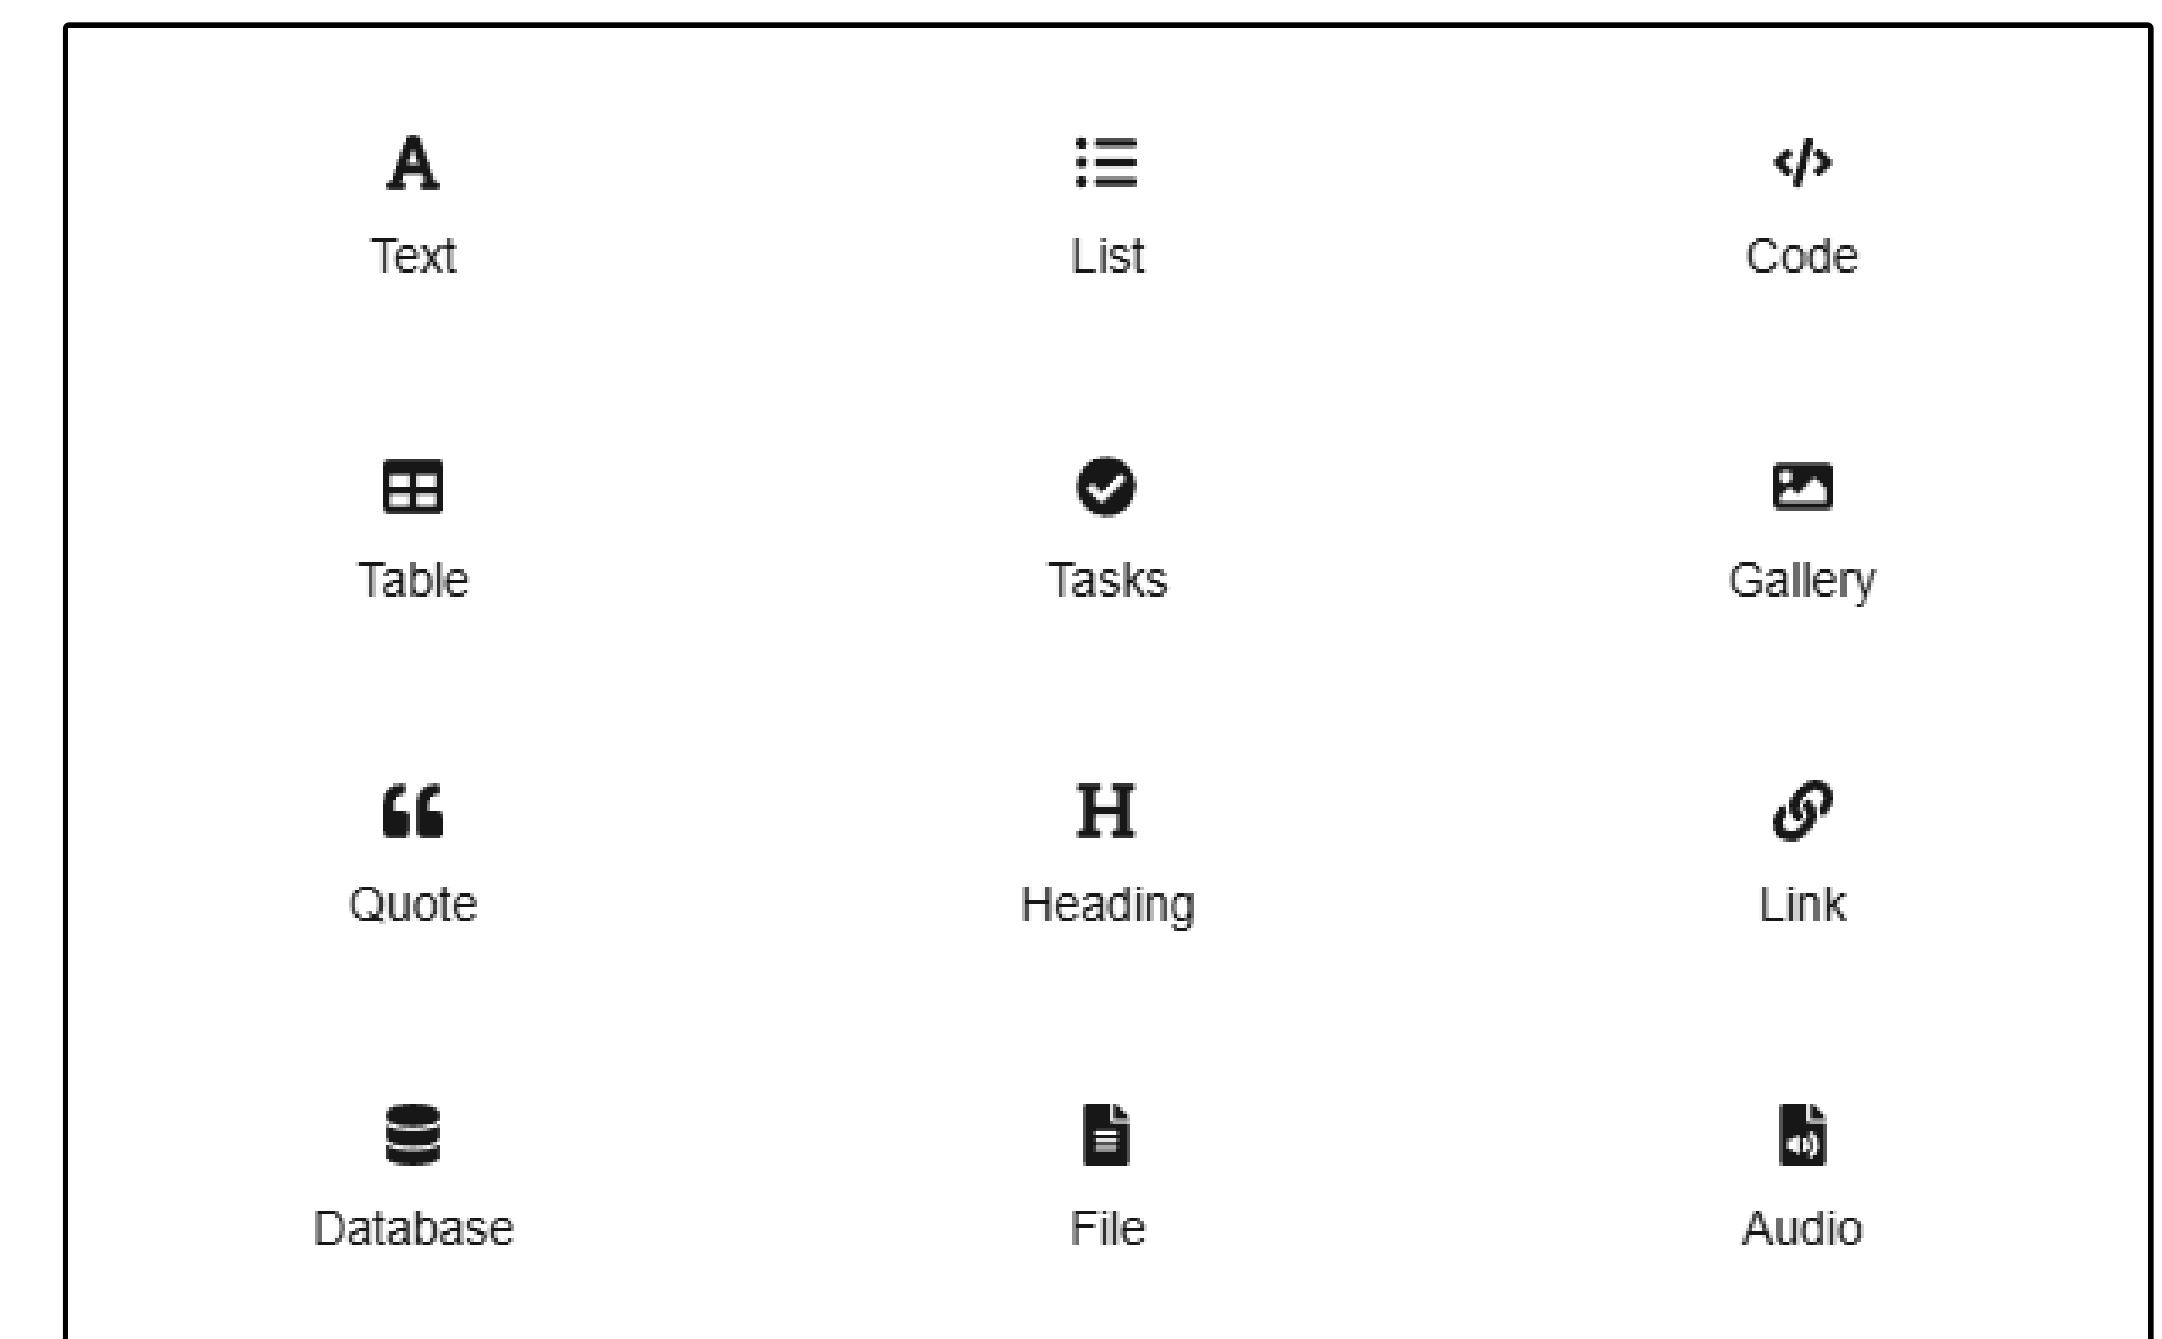 Text List Code
Table Tasks Gallery
Quote Heading Link
Database File Audio